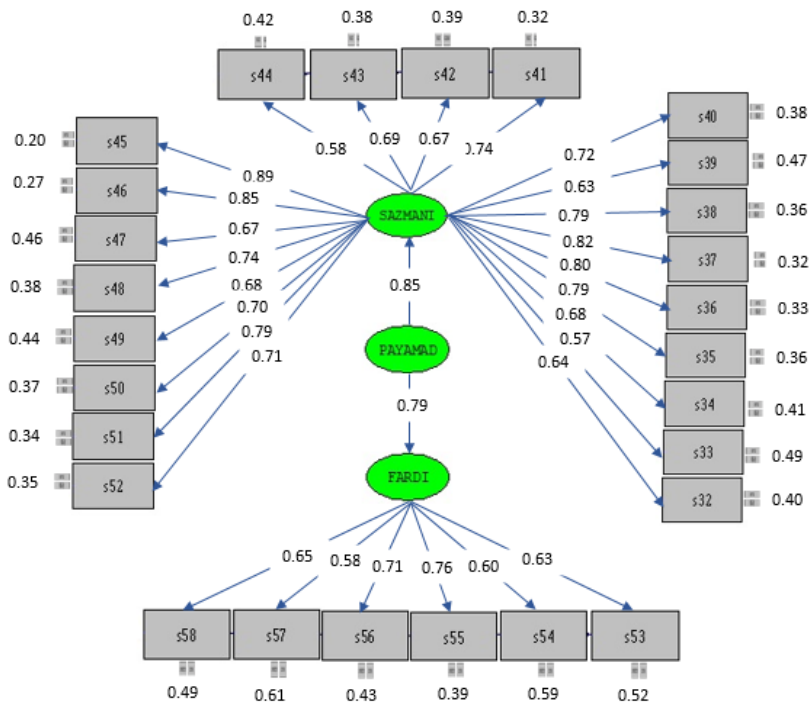 0.42 0.38 0.39 0.32
s44 s43 s42 s41
0.58 0.69 0.67 0.74
0.20 s45 0.89
0.27 s46 0.85
0.46 s47 0.67
0.38 s48 0.74
0.44 s49 0.68
0.37 s50 0.70
0.34 s51 0.79
0.35 s52 0.71
SAZMANI
0.72 s40 0.38
0.63 s39 0.47
0.79 s38 0.36
0.82 s37 0.32
0.80 s36 0.33
0.79 s35 0.36
0.68 s34 0.41
0.57 s33 0.49
0.64 s32 0.40
0.85
PAYAMAD
0.79
FARDI
0.65 0.58 0.71 0.76 0.60 0.63
s58 s57 s56 s55 s54 s53
0.49 0.61 0.43 0.39 0.59 0.52